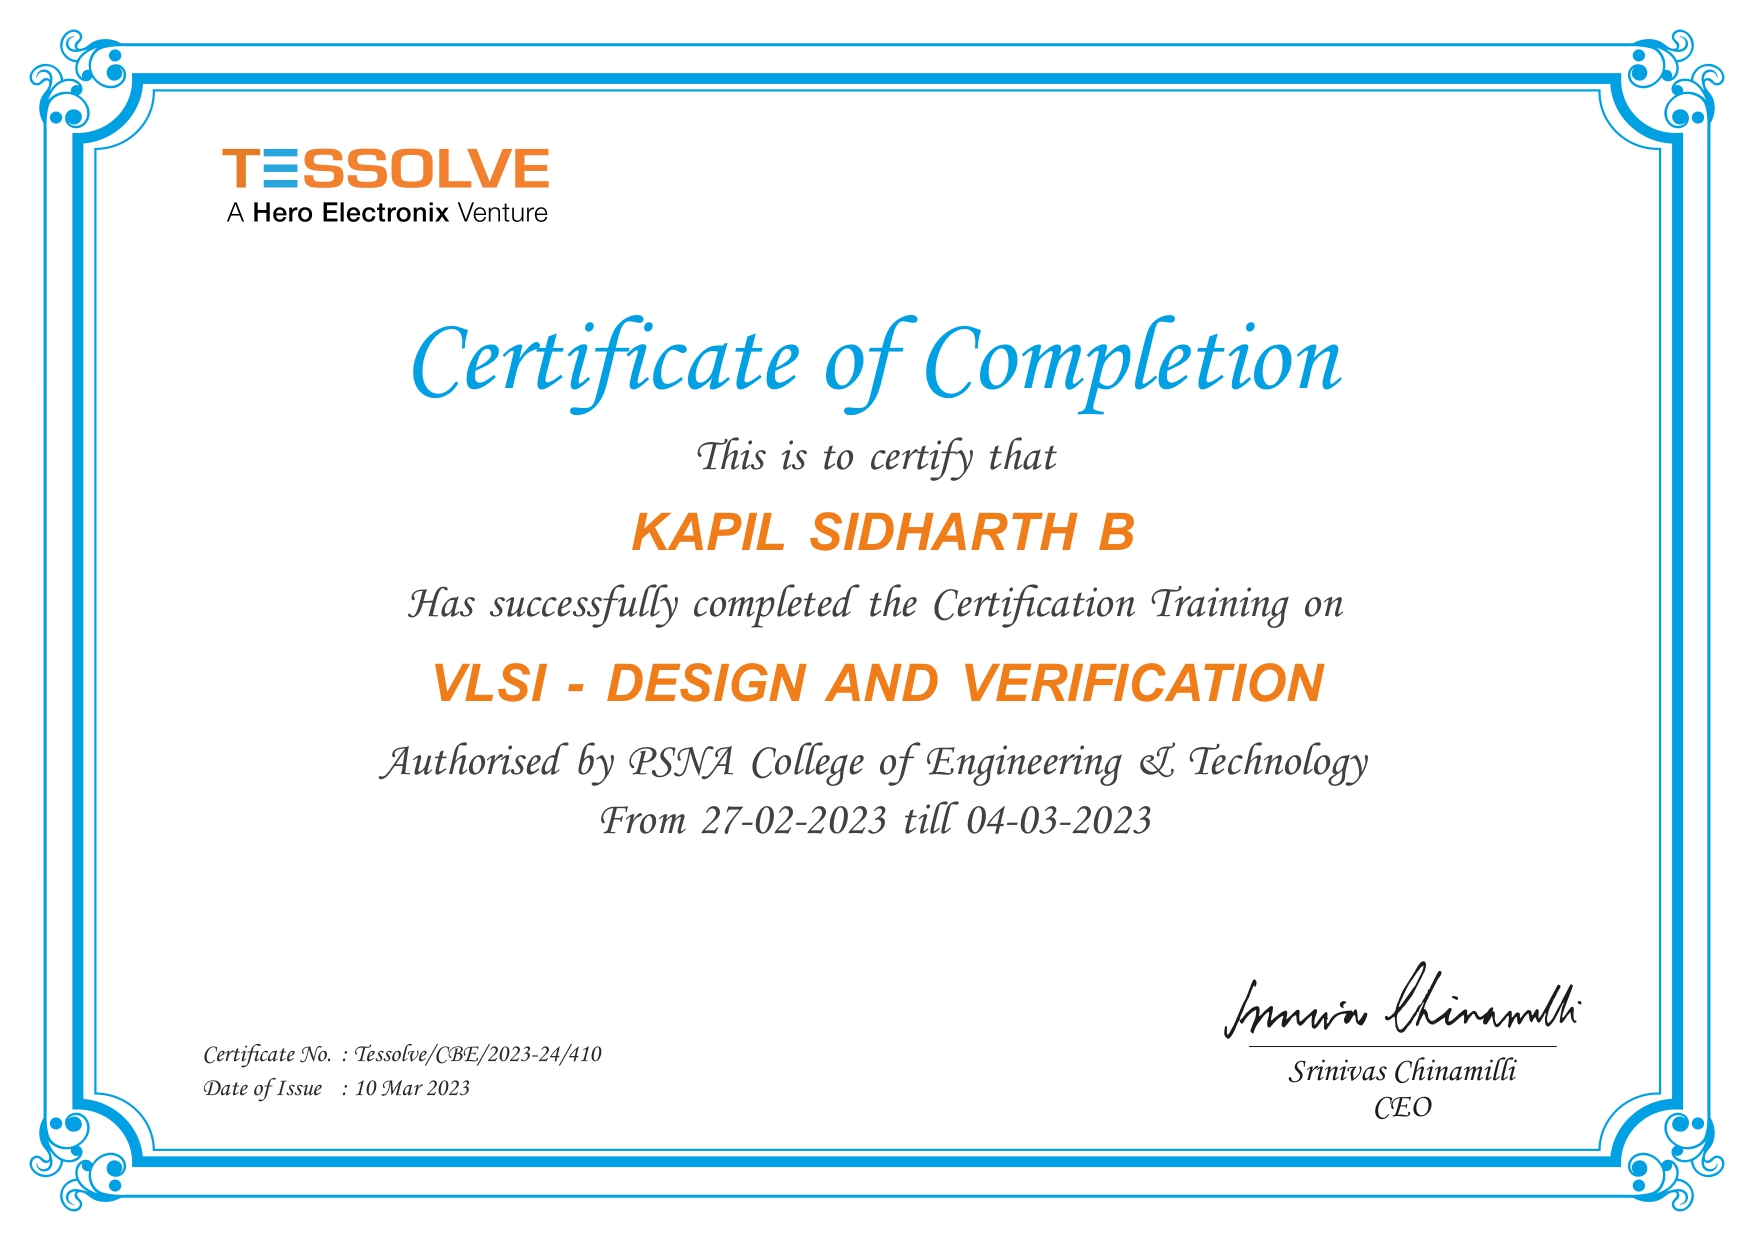 TESSOLVE
A Hero Electronix Venture
Certificate of Completion
This is to certify that
KAPIL SIDHARTH B
Has successfully completed the Certification Training on
VLSI - DESIGN AND VERIFICATION
Authorised by PSNA College of Engineering & Technology
From 27-02-2023 till 04-03-2023
Srinivas Chinamilli
Certificate No. : Tessolve/CBE/2023-24/410
Date of Issue : 10 Mar 2023
Srinivas Chinamilli
CEO